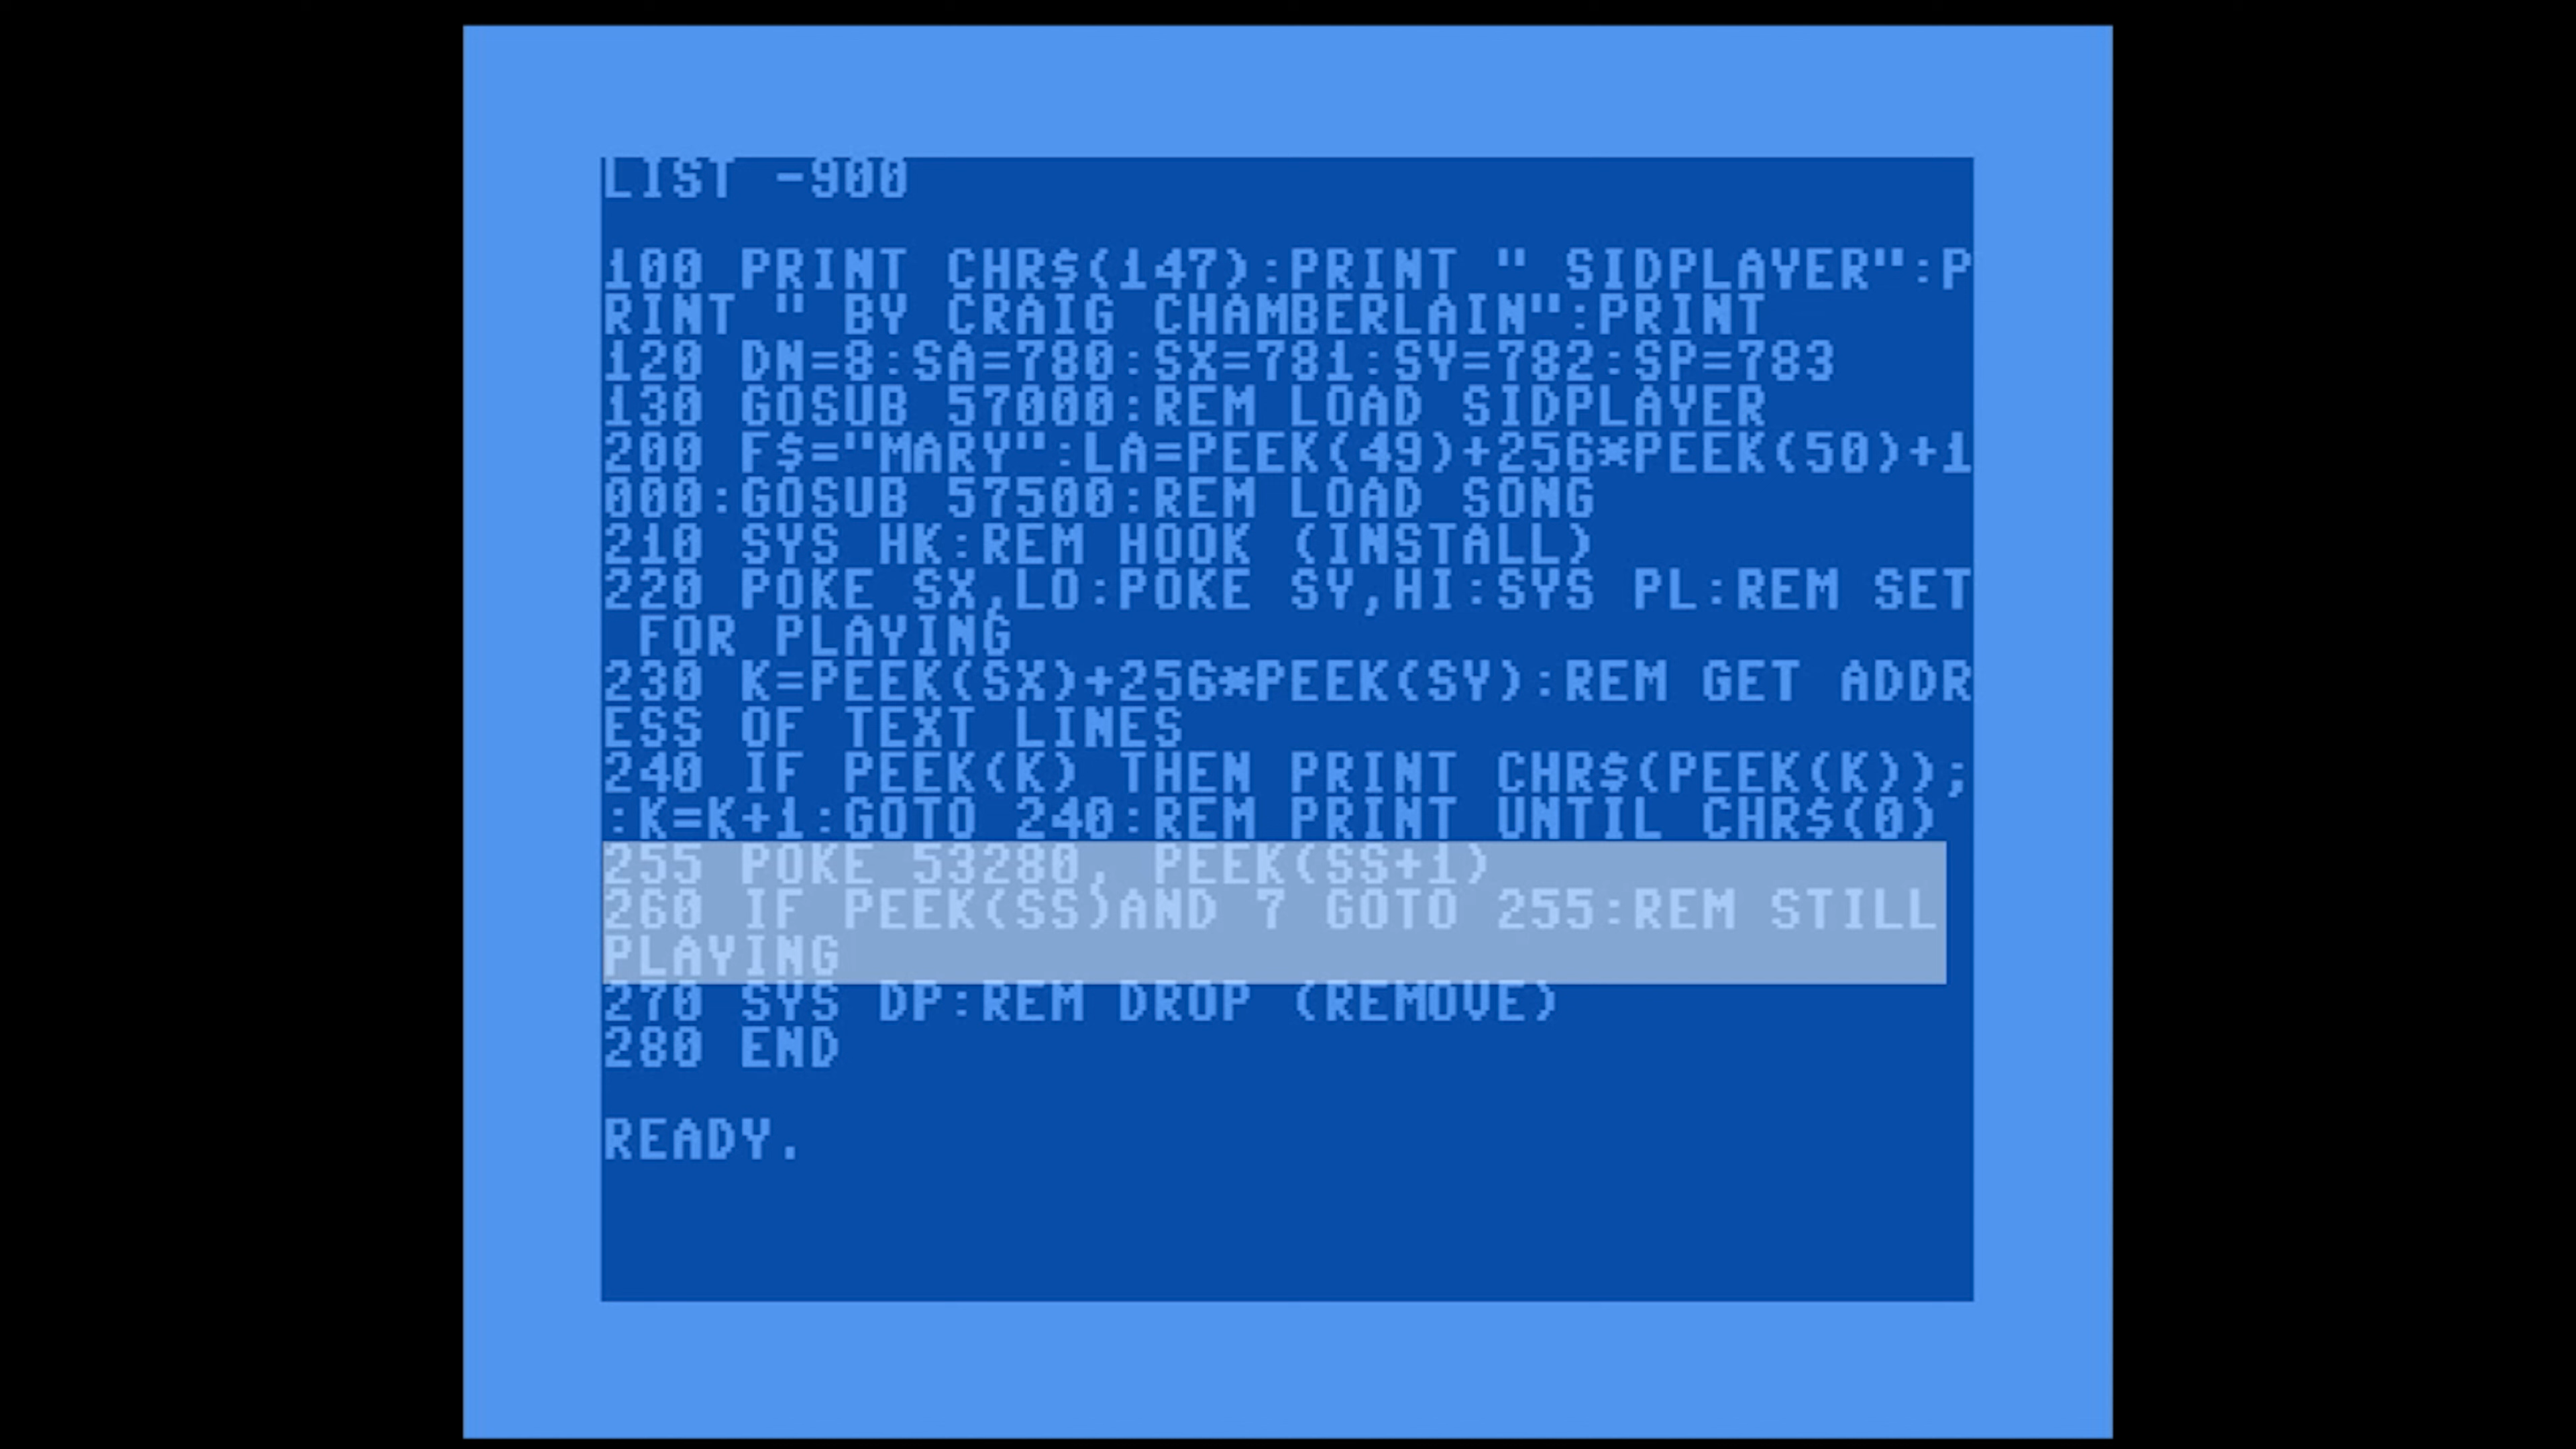 LIST -900
100 PRINT CHR$(147):PRINT " SIDPLAYER":P
RINT " BY CRAIG CHAMBERLAIN":PRINT
120 DN=8:SA=780:SX=781:SY=782:SP=783
130 GOSUB 57000:REM LOAD SIDPLAYER
200 F$="MARY":LA=PEEK(49)+256*PEEK(50)+1
000:GOSUB 57500:REM LOAD SONG
210 SYS HK:REM HOOK (INSTALL)
220 POKE SX,LO:POKE SY,HI:SYS PL:REM SET
 FOR PLAYING
230 K=PEEK(SX)+256*PEEK(SY):REM GET ADDR
ESS OF TEXT LINES
240 IF PEEK(K) THEN PRINT CHR$(PEEK(K));
:K=K+1:GOTO 240:REM PRINT UNTIL CHR$(0)
255 POKE 53280, PEEK(SS+1)
260 IF PEEK(SS)AND 7 GOTO 255:REM STILL
PLAYING
270 SYS DP:REM DROP (REMOVE)
280 END
READY.